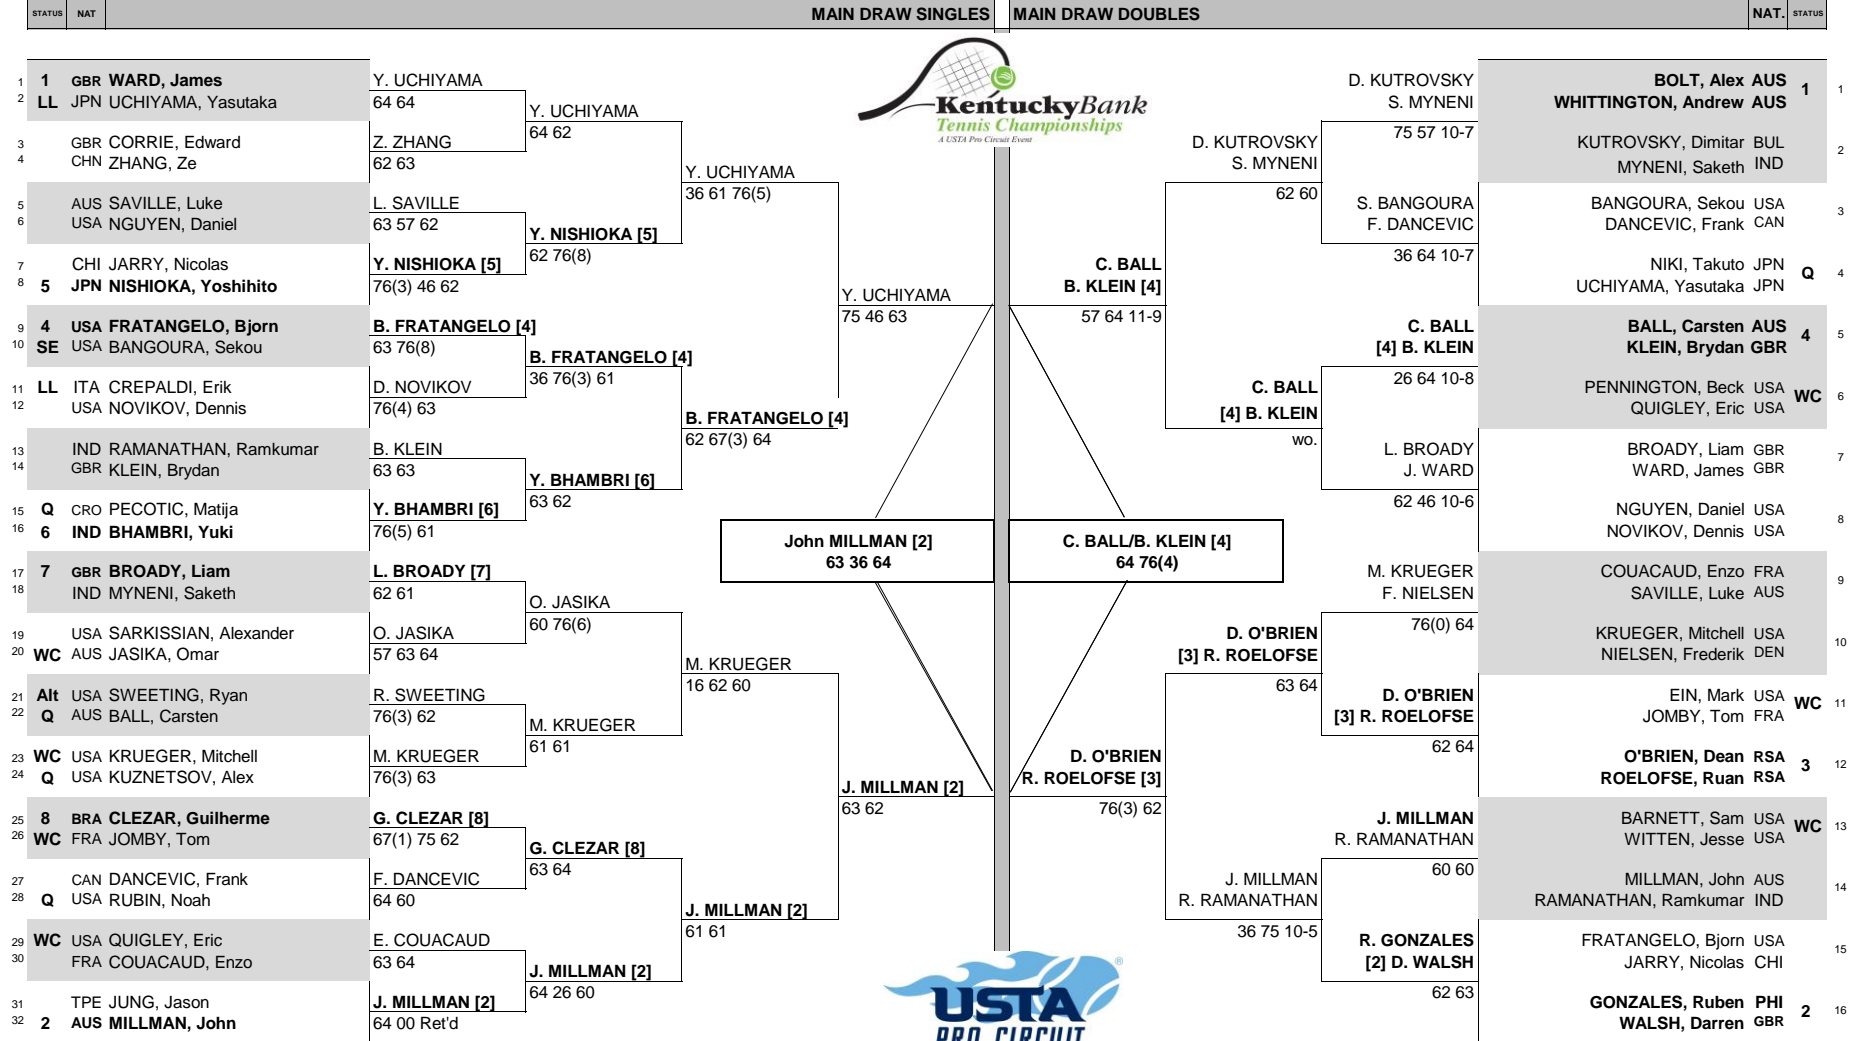 STATUS NAT MAIN DRAW SINGLES MAIN DRAW DOUBLES NAT. STATUS
KentuckyBank
Tennis Championships
A USTA Pro Circuit Event
1 1 GBR WARD, James
2 LL JPN UCHIYAMA, Yasutaka
3 GBR CORRIE, Edward
4 CHN ZHANG, Ze
5 AUS SAVILLE, Luke
6 USA NGUYEN, Daniel
7 CHI JARRY, Nicolas
8 5 JPN NISHIOKA, Yoshihito
9 4 USA FRATANGELO, Bjorn
10 SE USA BANGOURA, Sekou
11 LL ITA CREPALDI, Erik
12 USA NOVIKOV, Dennis
13 IND RAMANATHAN, Ramkumar
14 GBR KLEIN, Brydan
15 Q CRO PECOTIC, Matija
16 6 IND BHAMBRI, Yuki
17 7 GBR BROADY, Liam
18 IND MYNENI, Saketh
19 USA SARKISSIAN, Alexander
20 WC AUS JASIKA, Omar
21 Alt USA SWEETING, Ryan
22 Q AUS BALL, Carsten
23 WC USA KRUEGER, Mitchell
24 Q USA KUZNETSOV, Alex
25 8 BRA CLEZAR, Guilherme
26 WC FRA JOMBY, Tom
27 CAN DANCEVIC, Frank
28 Q USA RUBIN, Noah
29 WC USA QUIGLEY, Eric
30 FRA COUACAUD, Enzo
31 TPE JUNG, Jason
32 2 AUS MILLMAN, John
Y. UCHIYAMA
64 64
Z. ZHANG
62 63
L. SAVILLE
63 57 62
Y. NISHIOKA [5]
76(3) 46 62
B. FRATANGELO [4]
63 76(8)
D. NOVIKOV
76(4) 63
B. KLEIN
63 63
Y. BHAMBRI [6]
76(5) 61
L. BROADY [7]
62 61
O. JASIKA
57 63 64
R. SWEETING
76(3) 62
M. KRUEGER
76(3) 63
G. CLEZAR [8]
67(1) 75 62
F. DANCEVIC
64 60
E. COUACAUD
63 64
J. MILLMAN [2]
64 00 Ret'd
Y. UCHIYAMA
64 62
Y. NISHIOKA [5]
62 76(8)
B. FRATANGELO [4]
36 76(3) 61
Y. BHAMBRI [6]
63 62
O. JASIKA
60 76(6)
M. KRUEGER
61 61
G. CLEZAR [8]
63 64
J. MILLMAN [2]
64 26 60
Y. UCHIYAMA
36 61 76(5)
B. FRATANGELO [4]
62 67(3) 64
M. KRUEGER
16 62 60
J. MILLMAN [2]
61 61
Y. UCHIYAMA
75 46 63
J. MILLMAN [2]
63 62
John MILLMAN [2]
63 36 64
C. BALL/B. KLEIN [4]
64 76(4)
C. BALL
B. KLEIN [4]
57 64 11-9
D. O'BRIEN
R. ROELOFSE [3]
76(3) 62
D. KUTROVSKY
S. MYNENI
62 60
C. BALL
[4] B. KLEIN
wo.
D. O'BRIEN
[3] R. ROELOFSE
63 64
J. MILLMAN
R. RAMANATHAN
36 75 10-5
D. KUTROVSKY
S. MYNENI
75 57 10-7
S. BANGOURA
F. DANCEVIC
36 64 10-7
C. BALL
[4] B. KLEIN
26 64 10-8
L. BROADY
J. WARD
62 46 10-6
M. KRUEGER
F. NIELSEN
76(0) 64
D. O'BRIEN
[3] R. ROELOFSE
62 64
J. MILLMAN
R. RAMANATHAN
60 60
R. GONZALES
[2] D. WALSH
62 63
BOLT, Alex AUS
WHITTINGTON, Andrew AUS
1 1
KUTROVSKY, Dimitar BUL
MYNENI, Saketh IND
2
BANGOURA, Sekou USA
DANCEVIC, Frank CAN
3
NIKI, Takuto JPN
UCHIYAMA, Yasutaka JPN
Q 4
BALL, Carsten AUS
KLEIN, Brydan GBR
4 5
PENNINGTON, Beck USA
QUIGLEY, Eric USA
WC 6
BROADY, Liam GBR
WARD, James GBR
7
NGUYEN, Daniel USA
NOVIKOV, Dennis USA
8
COUACAUD, Enzo FRA
SAVILLE, Luke AUS
9
KRUEGER, Mitchell USA
NIELSEN, Frederik DEN
10
EIN, Mark USA
JOMBY, Tom FRA
WC 11
O'BRIEN, Dean RSA
ROELOFSE, Ruan RSA
3 12
BARNETT, Sam USA
WITTEN, Jesse USA
WC 13
MILLMAN, John AUS
RAMANATHAN, Ramkumar IND
14
FRATANGELO, Bjorn USA
JARRY, Nicolas CHI
15
GONZALES, Ruben PHI
WALSH, Darren GBR
2 16
USTA
PRO CIRCUIT